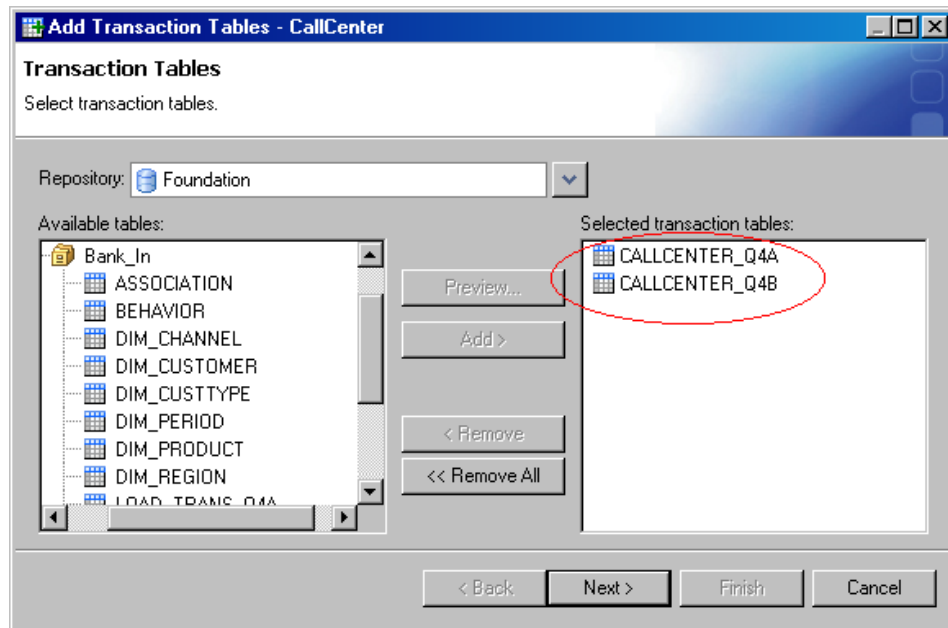 Add Transaction Tables - CallCenter
Transaction Tables
Select transaction tables.
Repository: Foundation
Available tables:
Bank_In
ASSOCIATION
BEHAVIOR
DIM_CHANNEL
DIM_CUSTOMER
DIM_CUSTTYPE
DIM_PERIOD
DIM_PRODUCT
DIM_REGION
LOAD_TRANS_Q4A
Preview...
Add >
< Remove
<< Remove All
Selected transaction tables:
CALLCENTER_Q4A
CALLCENTER_Q4B
< Back
Next >
Finish
Cancel